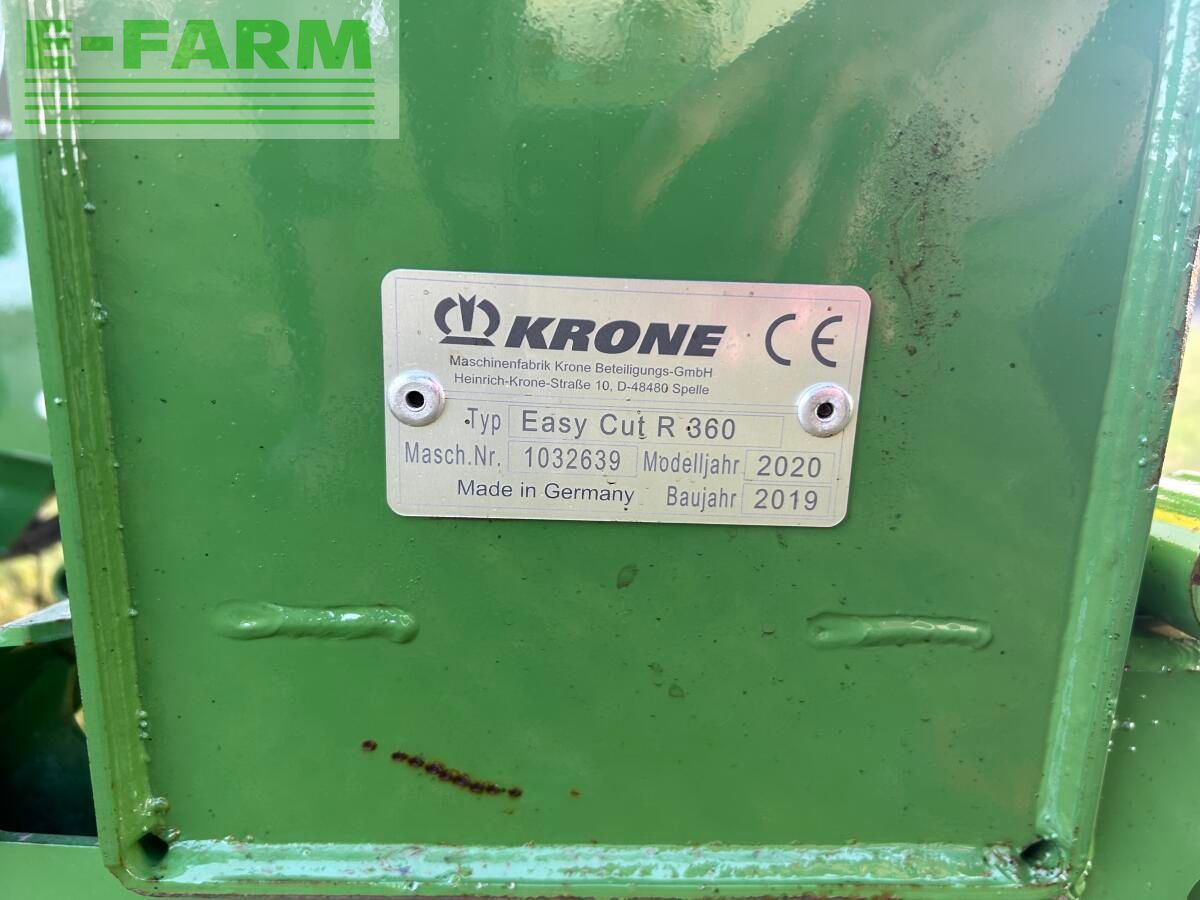 E-FARM
KRONE CE
Maschinenfabrik Krone Beteiligungs-GmbH
Heinrich-Krone-Straße 10, D-48480 Spelle
Typ Easy Cut R 360
Masch.Nr. 1032639 Modelljahr 2020
Made in Germany Baujahr 2019